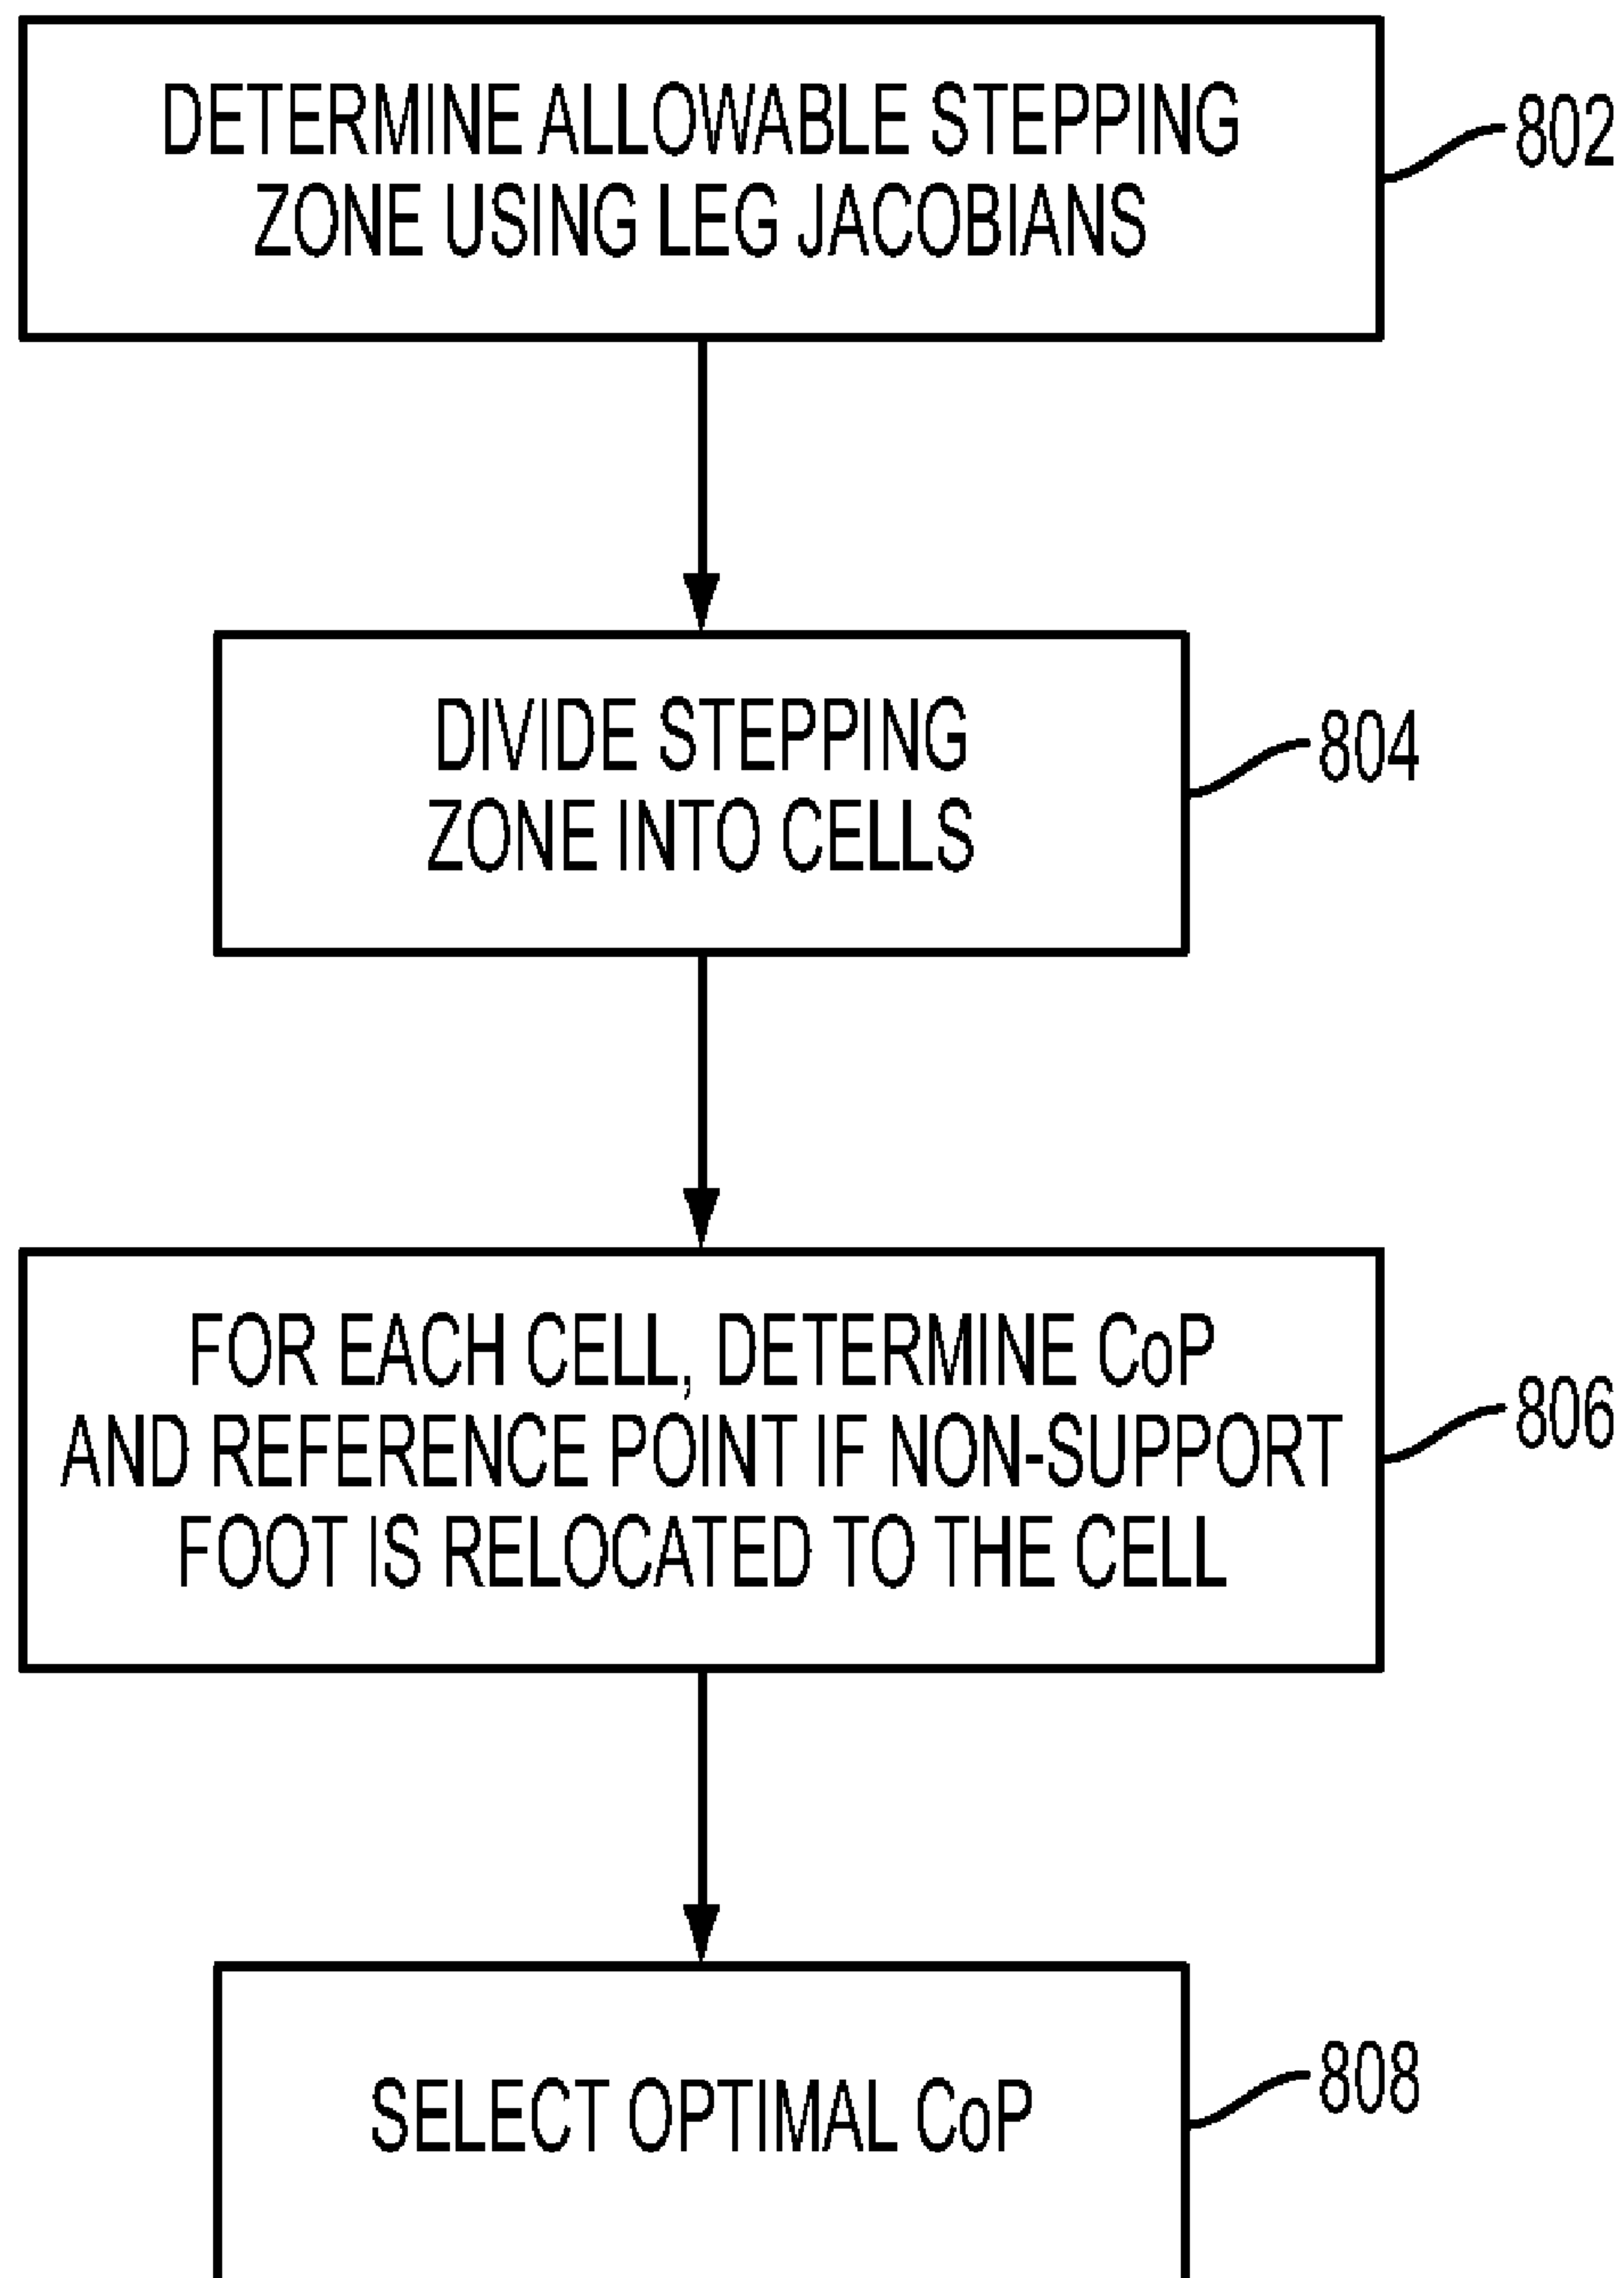 DETERMINE ALLOWABLE STEPPING
ZONE USING LEG JACOBIANS
802
DIVIDE STEPPING
ZONE INTO CELLS
804
FOR EACH CELL, DETERMINE CoP
AND REFERENCE POINT IF NON-SUPPORT
FOOT IS RELOCATED TO THE CELL
806
SELECT OPTIMAL CoP
808